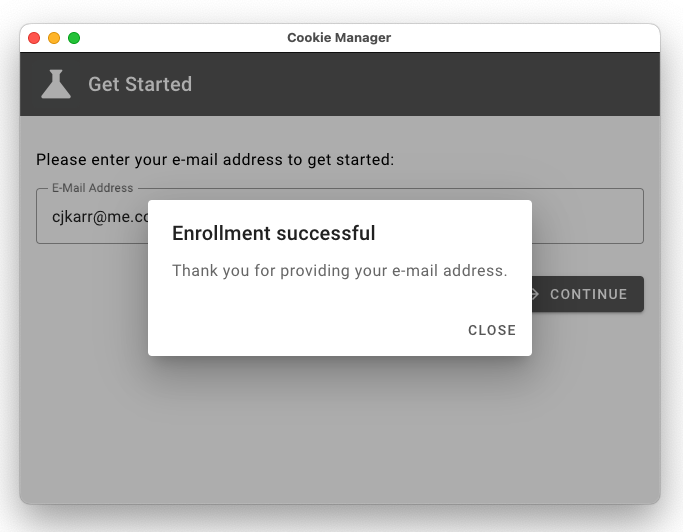 Cookie Manager
Get Started
Please enter your e-mail address to get started:
E-Mail Address
cjkarr@me.co
Enrollment successful
Thank you for providing your e-mail address.
CONTINUE
CLOSE